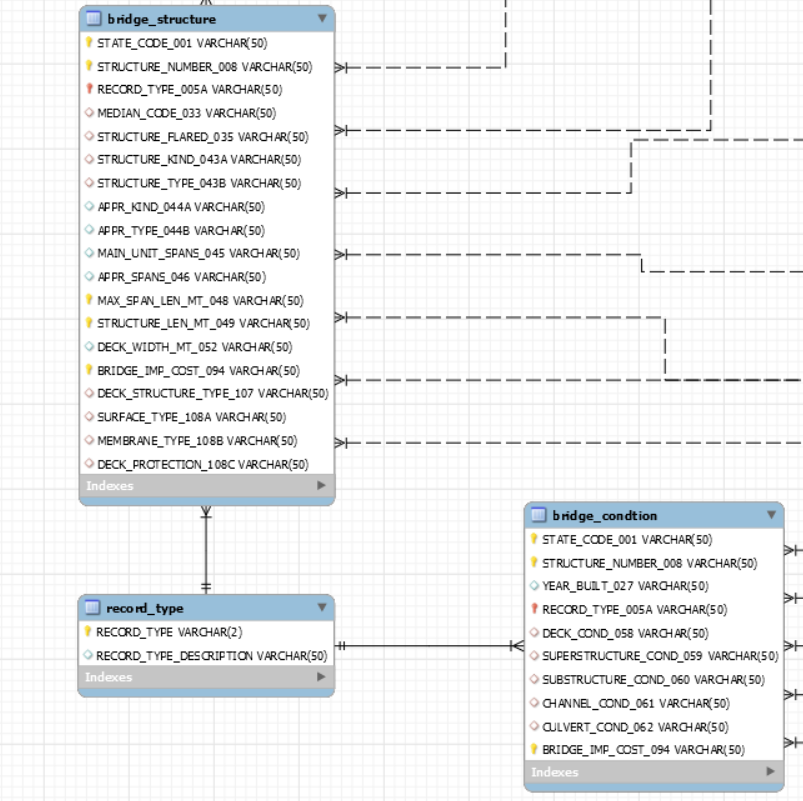 bridge_structure
STATE_CODE_001 VARCHAR(50)
STRUCTURE_NUMBER_008 VARCHAR(50)
RECORD_TYPE_005A VARCHAR(50)
MEDIAN_CODE_033 VARCHAR(50)
STRUCTURE_FLARED_035 VARCHAR(50)
STRUCTURE_KIND_043A VARCHAR(50)
STRUCTURE_TYPE_043B VARCHAR(50)
APPR_KIND_044A VARCHAR(50)
APPR_TYPE_044B VARCHAR(50)
MAIN_UNIT_SPANS_045 VARCHAR(50)
APPR_SPANS_046 VARCHAR(50)
MAX_SPAN_LEN_MT_048 VARCHAR(50)
STRUCTURE_LEN_MT_049 VARCHAR(50)
DECK_WIDTH_MT_052 VARCHAR(50)
BRIDGE_IMP_COST_094 VARCHAR(50)
DECK_STRUCTURE_TYPE_107 VARCHAR(50)
SURFACE_TYPE_108A VARCHAR(50)
MEMBRANE_TYPE_108B VARCHAR(50)
DECK_PROTECTION_108C VARCHAR(50)
Indexes
record_type
RECORD_TYPE VARCHAR(2)
RECORD_TYPE_DESCRIPTION VARCHAR(50)
Indexes
bridge_condtion
STATE_CODE_001 VARCHAR(50)
STRUCTURE_NUMBER_008 VARCHAR(50)
YEAR_BUILT_027 VARCHAR(50)
RECORD_TYPE_005A VARCHAR(50)
DECK_COND_058 VARCHAR(50)
SUPERSTRUCTURE_COND_059 VARCHAR(50)
SUBSTRUCTURE_COND_060 VARCHAR(50)
CHANNEL_COND_061 VARCHAR(50)
CULVERT_COND_062 VARCHAR(50)
BRIDGE_IMP_COST_094 VARCHAR(50)
Indexes